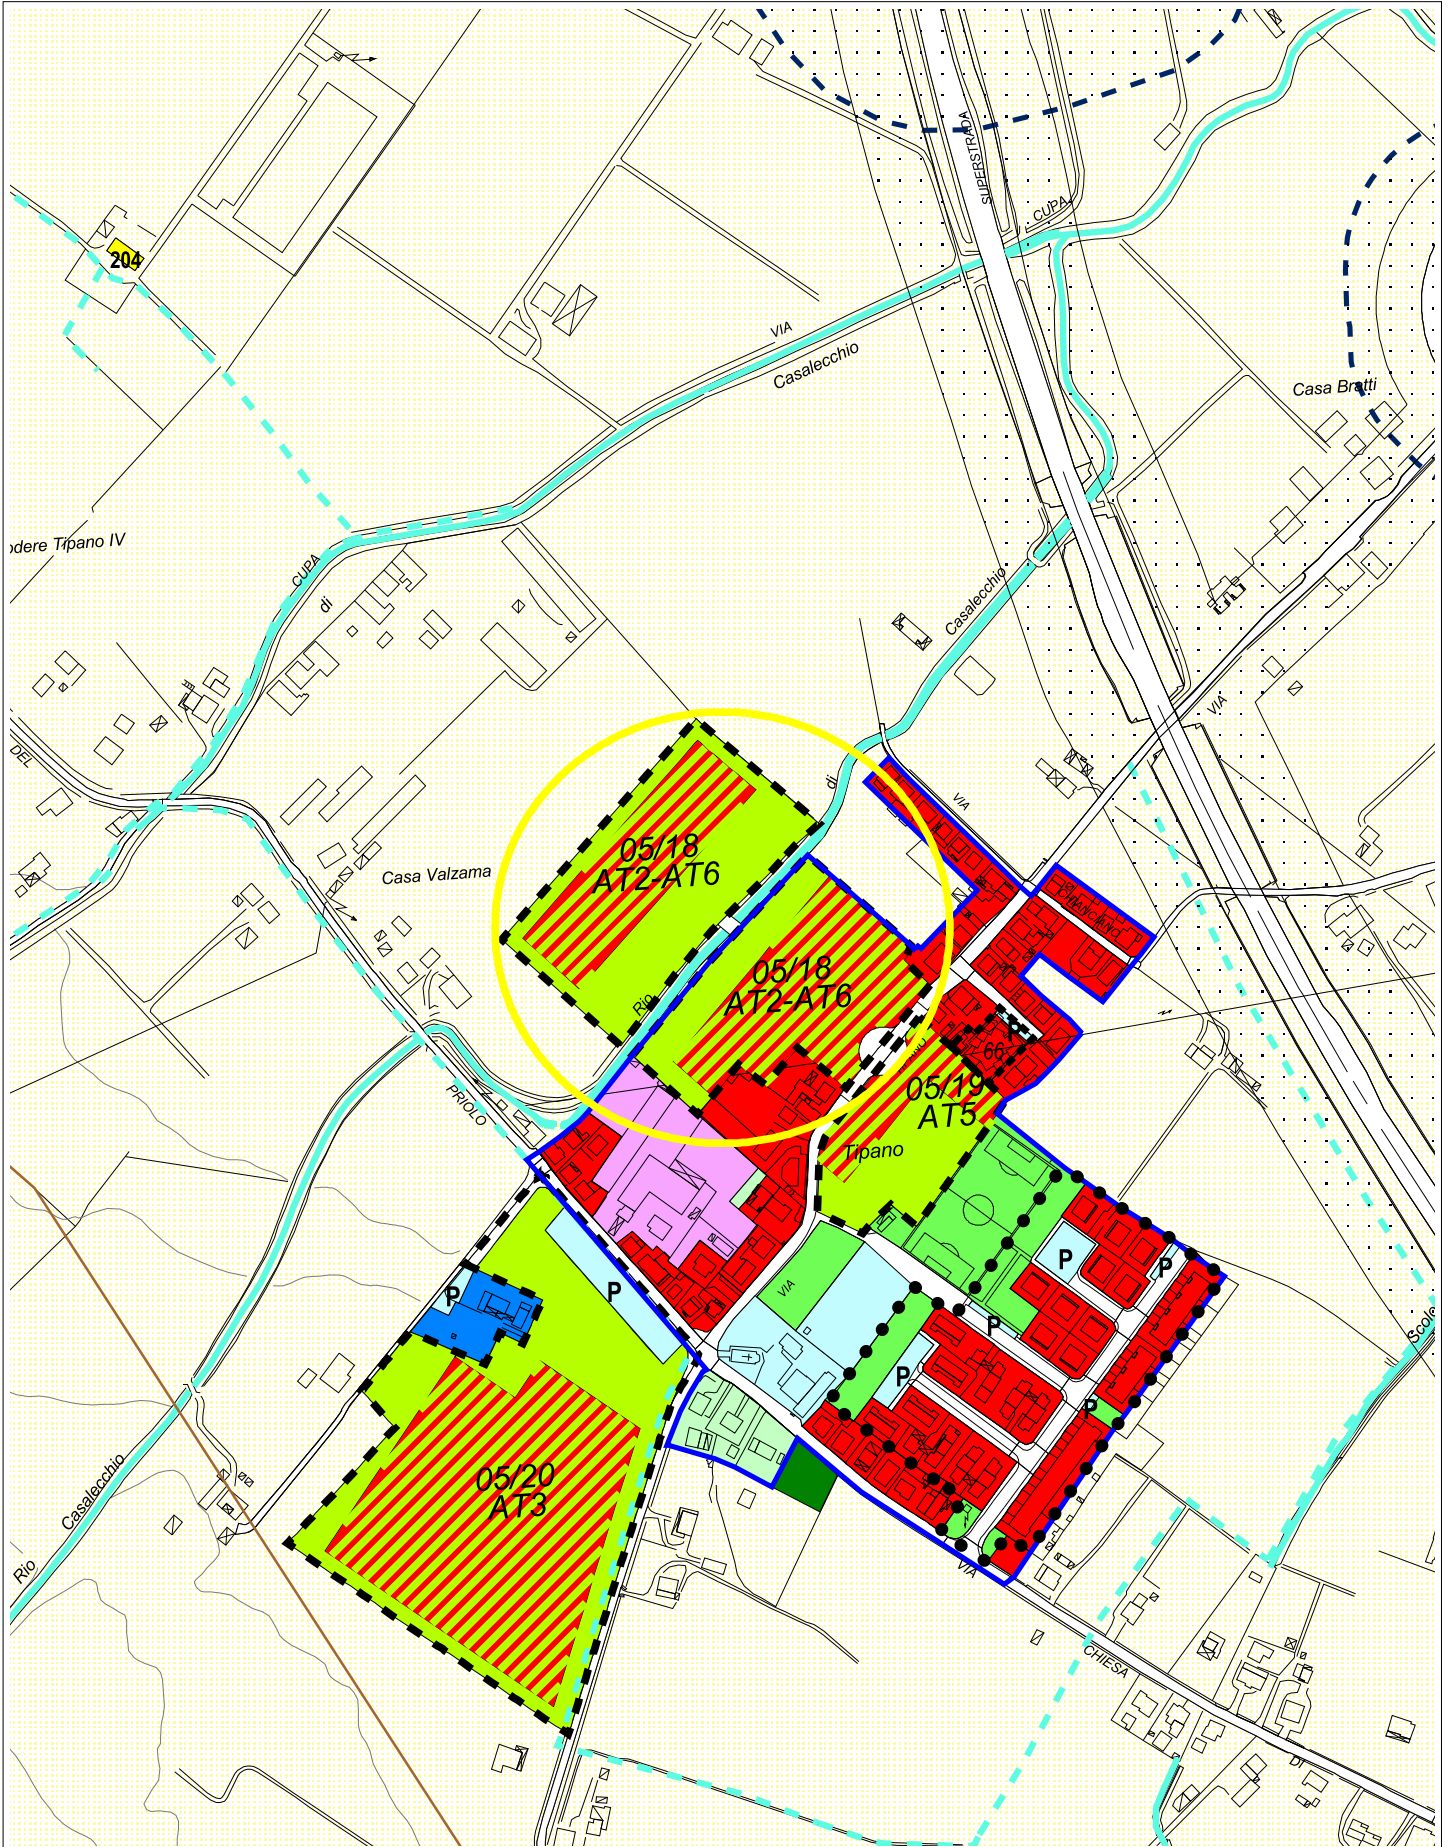 SUPERSTRADA
CUPA
204
VIA
Casalecchio
Casa Bratti
odere Tipano IV
CUPA
di
Casalecchio
VIA
DEL
di
VIA
05/18
AT2-AT6
Casa Valzama
05/18
AT2-AT6
Rio
P
66
05/19
AT5
PRIOLO
Tipano
P
P
P
P
VIA
P
P
P
Scolo
05/20
AT3
Casalecchio
Rio
VIA
CHIESA
DI